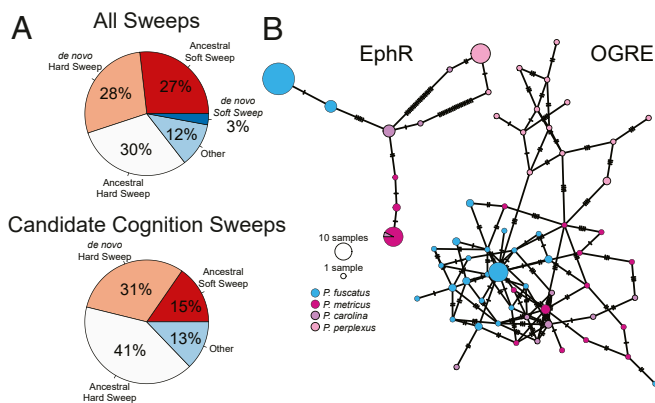 A
All Sweeps
de novo
Hard Sweep
Ancestral
Soft Sweep
28%
27%
de novo
Soft Sweep
3%
12%
Other
30%
Ancestral
Hard Sweep
Candidate Cognition Sweeps
de novo
Hard Sweep
Ancestral
Soft Sweep
31%
15%
13%
Other
41%
Ancestral
Hard Sweep
B
EphR
OGRE
10 samples
1 sample
P. fuscatus
P. metricus
P. carolina
P. perplexus